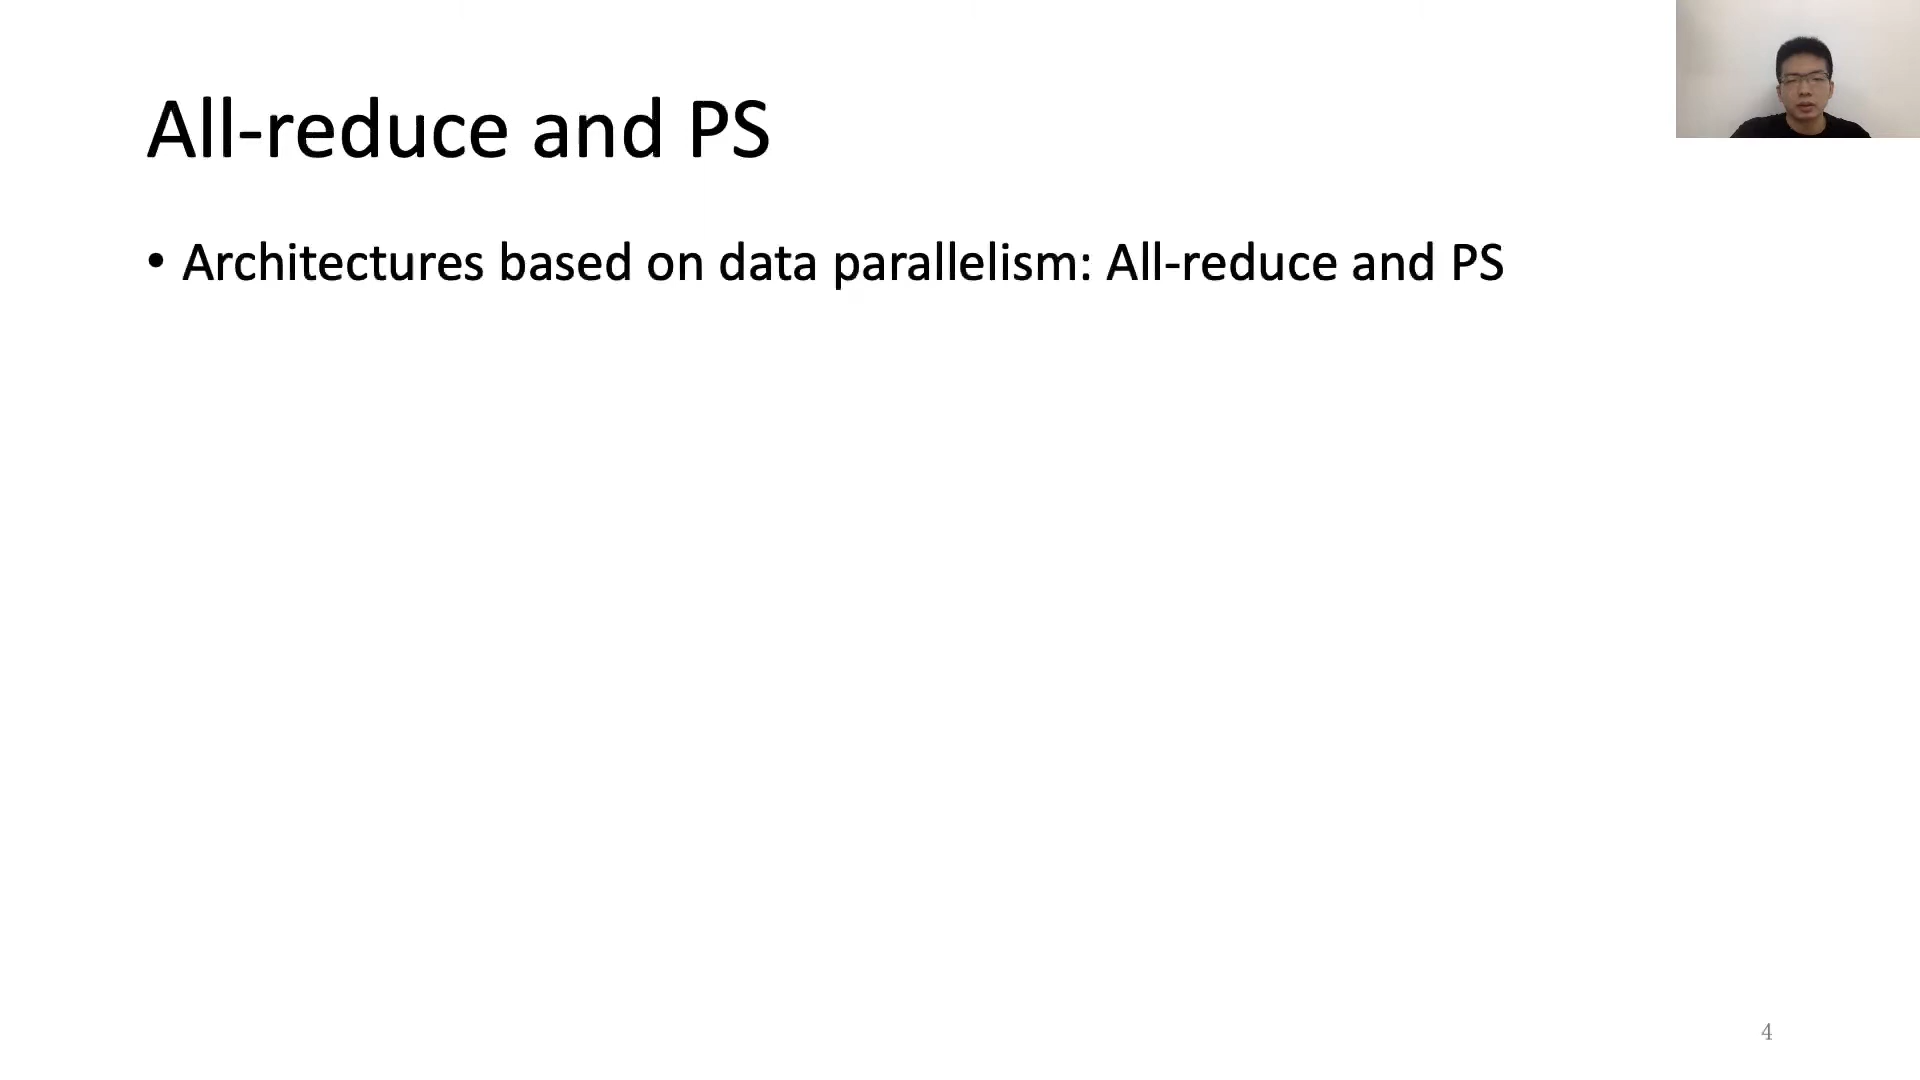 All-reduce and PS
• Architectures based on data parallelism: All-reduce and PS
4